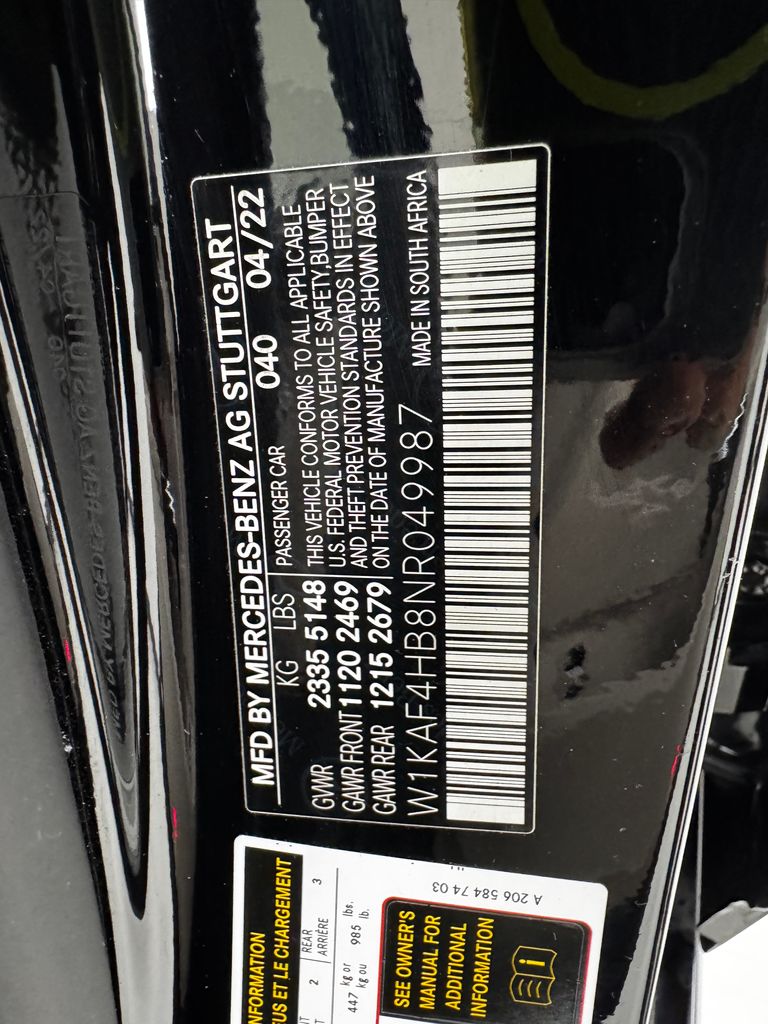 MFD BY MERCEDES-BENZ AG STUTTGART
040 04/22
KG LBS PASSENGER CAR
GVWR 2335 5148 THIS VEHICLE CONFORMS TO ALL APPLICABLE
U.S. FEDERAL MOTOR VEHICLE SAFETY,BUMPER
GAWR FRONT 1120 2469 AND THEFT PREVENTION STANDARDS IN EFFECT
GAWR REAR 1215 2679 ON THE DATE OF MANUFACTURE SHOWN ABOVE
W1KAF4HB8NR049987 MADE IN SOUTH AFRICA
US ET LE CHARGEMENT
2 REAR 3
ARRIÈRE
447 kg or 985 lbs.
kg ou lb.
SEE OWNER'S
MANUAL FOR
ADDITIONAL
INFORMATION
A 206 584 74 03